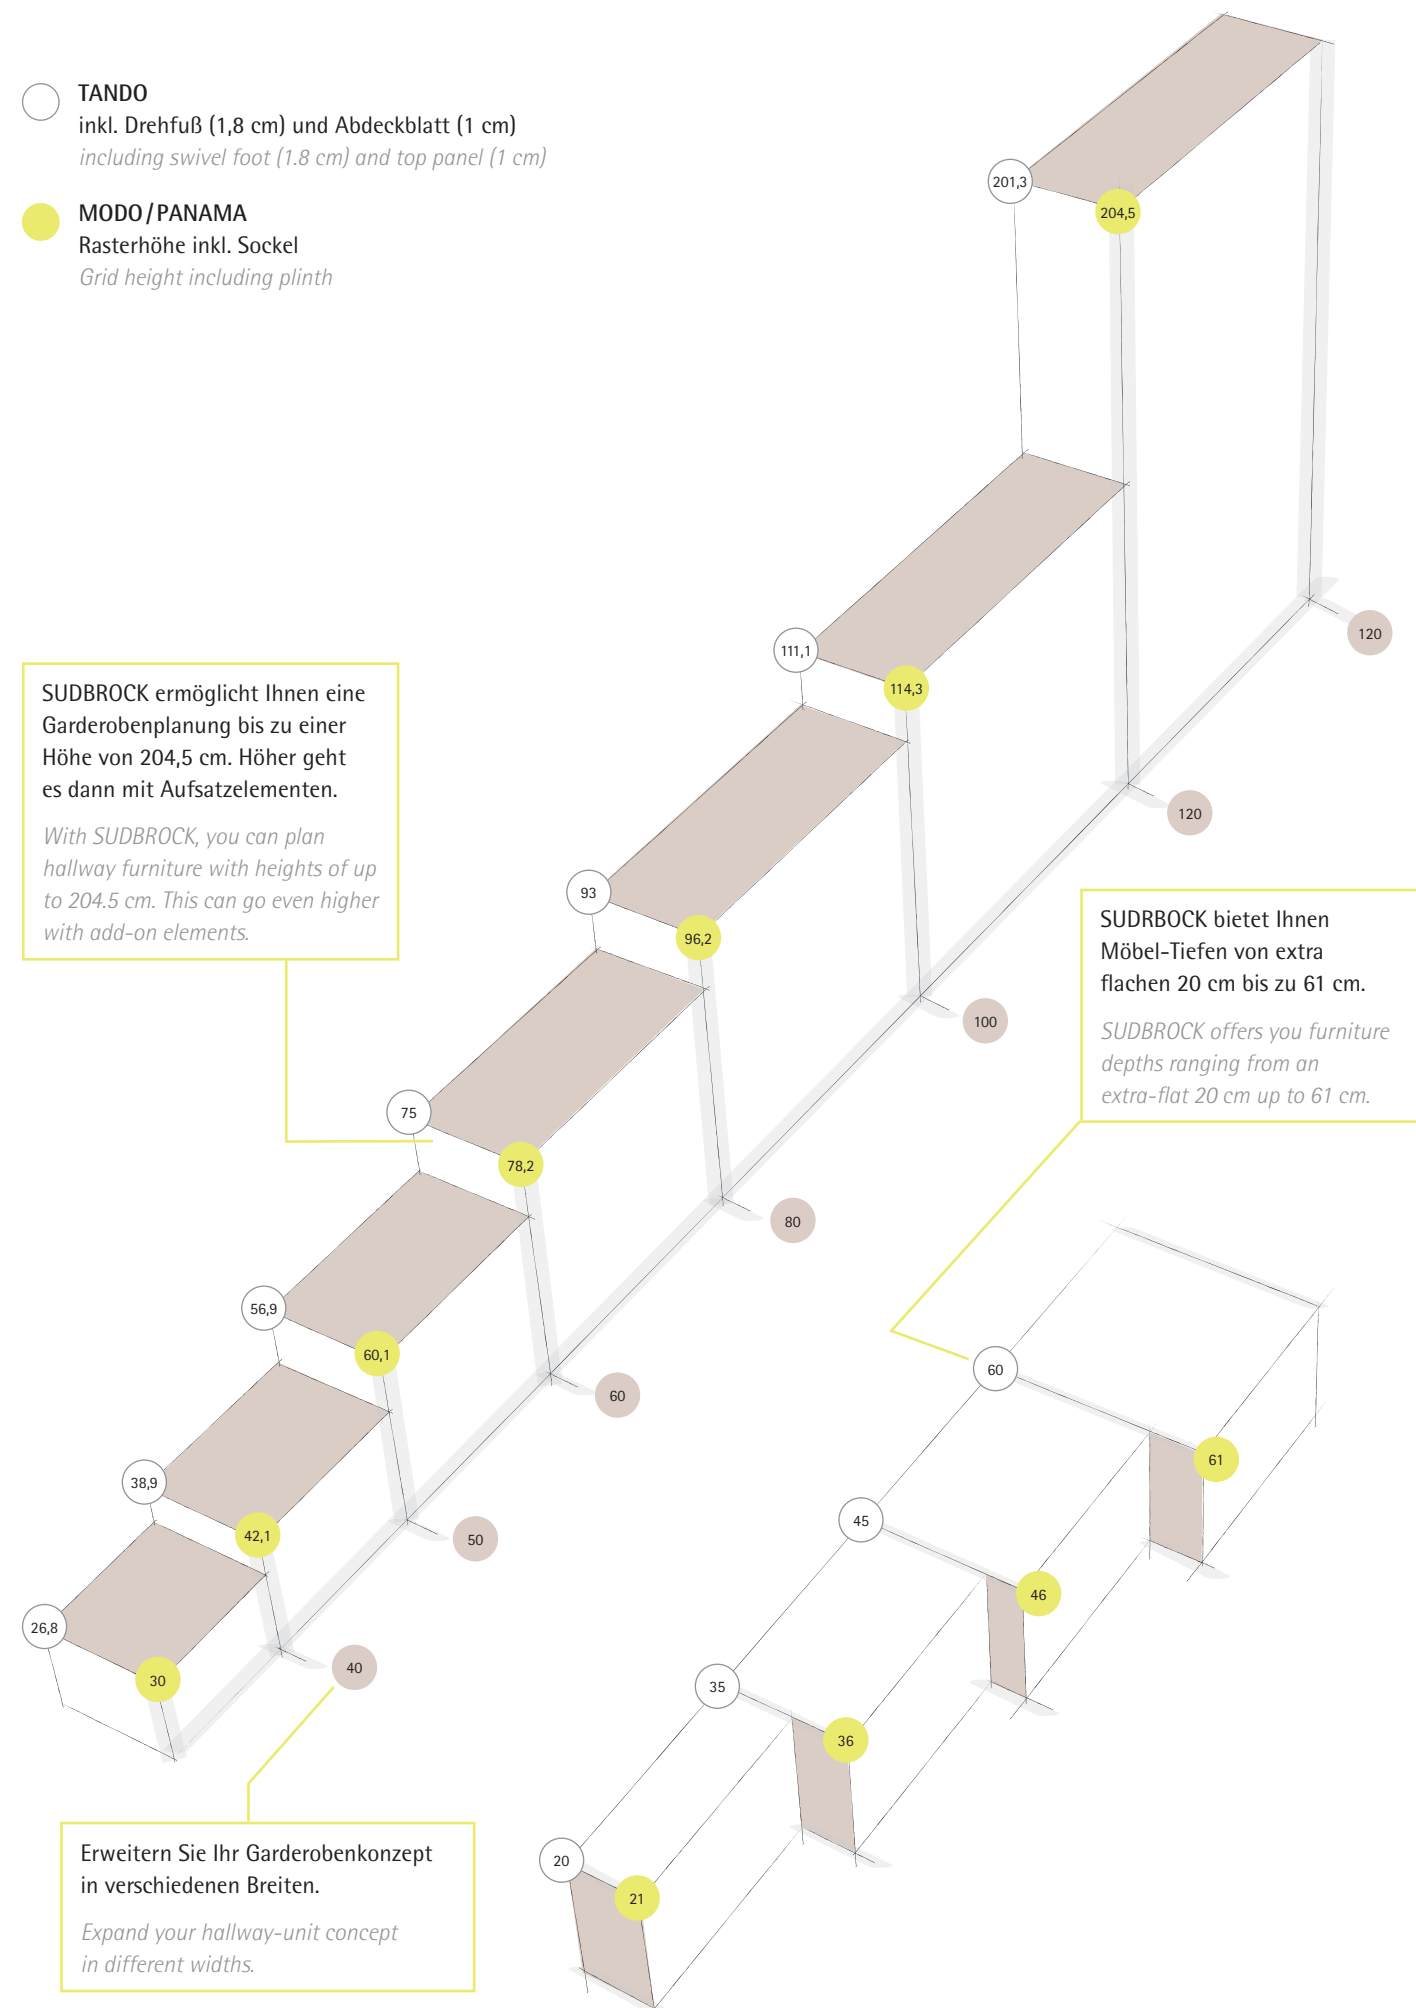 TANDO
inkl. Drehfuß (1,8 cm) und Abdeckblatt (1 cm)
including swivel foot (1.8 cm) and top panel (1 cm)
MODO/PANAMA
Rasterhöhe inkl. Sockel
Grid height including plinth
201,3
204,5
120
111,1
114,3
120
SUDBROCK ermöglicht Ihnen eine
Garderobenplanung bis zu einer
Höhe von 204,5 cm. Höher geht
es dann mit Aufsatzelementen.
With SUDBROCK, you can plan
hallway furniture with heights of up
to 204.5 cm. This can go even higher
with add-on elements.
93
96,2
100
SUDRBOCK bietet Ihnen
Möbel-Tiefen von extra
flachen 20 cm bis zu 61 cm.
SUDBROCK offers you furniture
depths ranging from an
extra-flat 20 cm up to 61 cm.
75
78,2
80
56,9
60,1
60
38,9
42,1
50
26,8
30
40
60
61
45
46
35
36
20
21
Erweitern Sie Ihr Garderobenkonzept
in verschiedenen Breiten.
Expand your hallway-unit concept
in different widths.